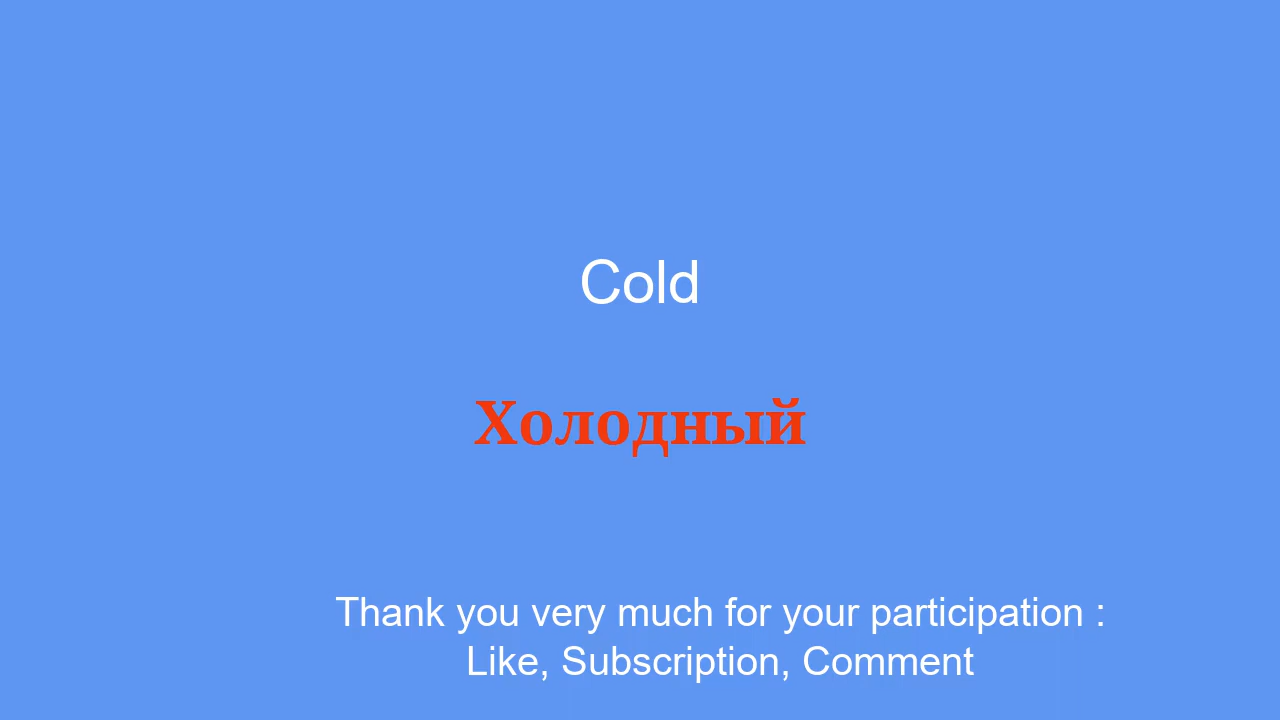 Cold
Холодный
Thank you very much for your participation :
Like, Subscription, Comment